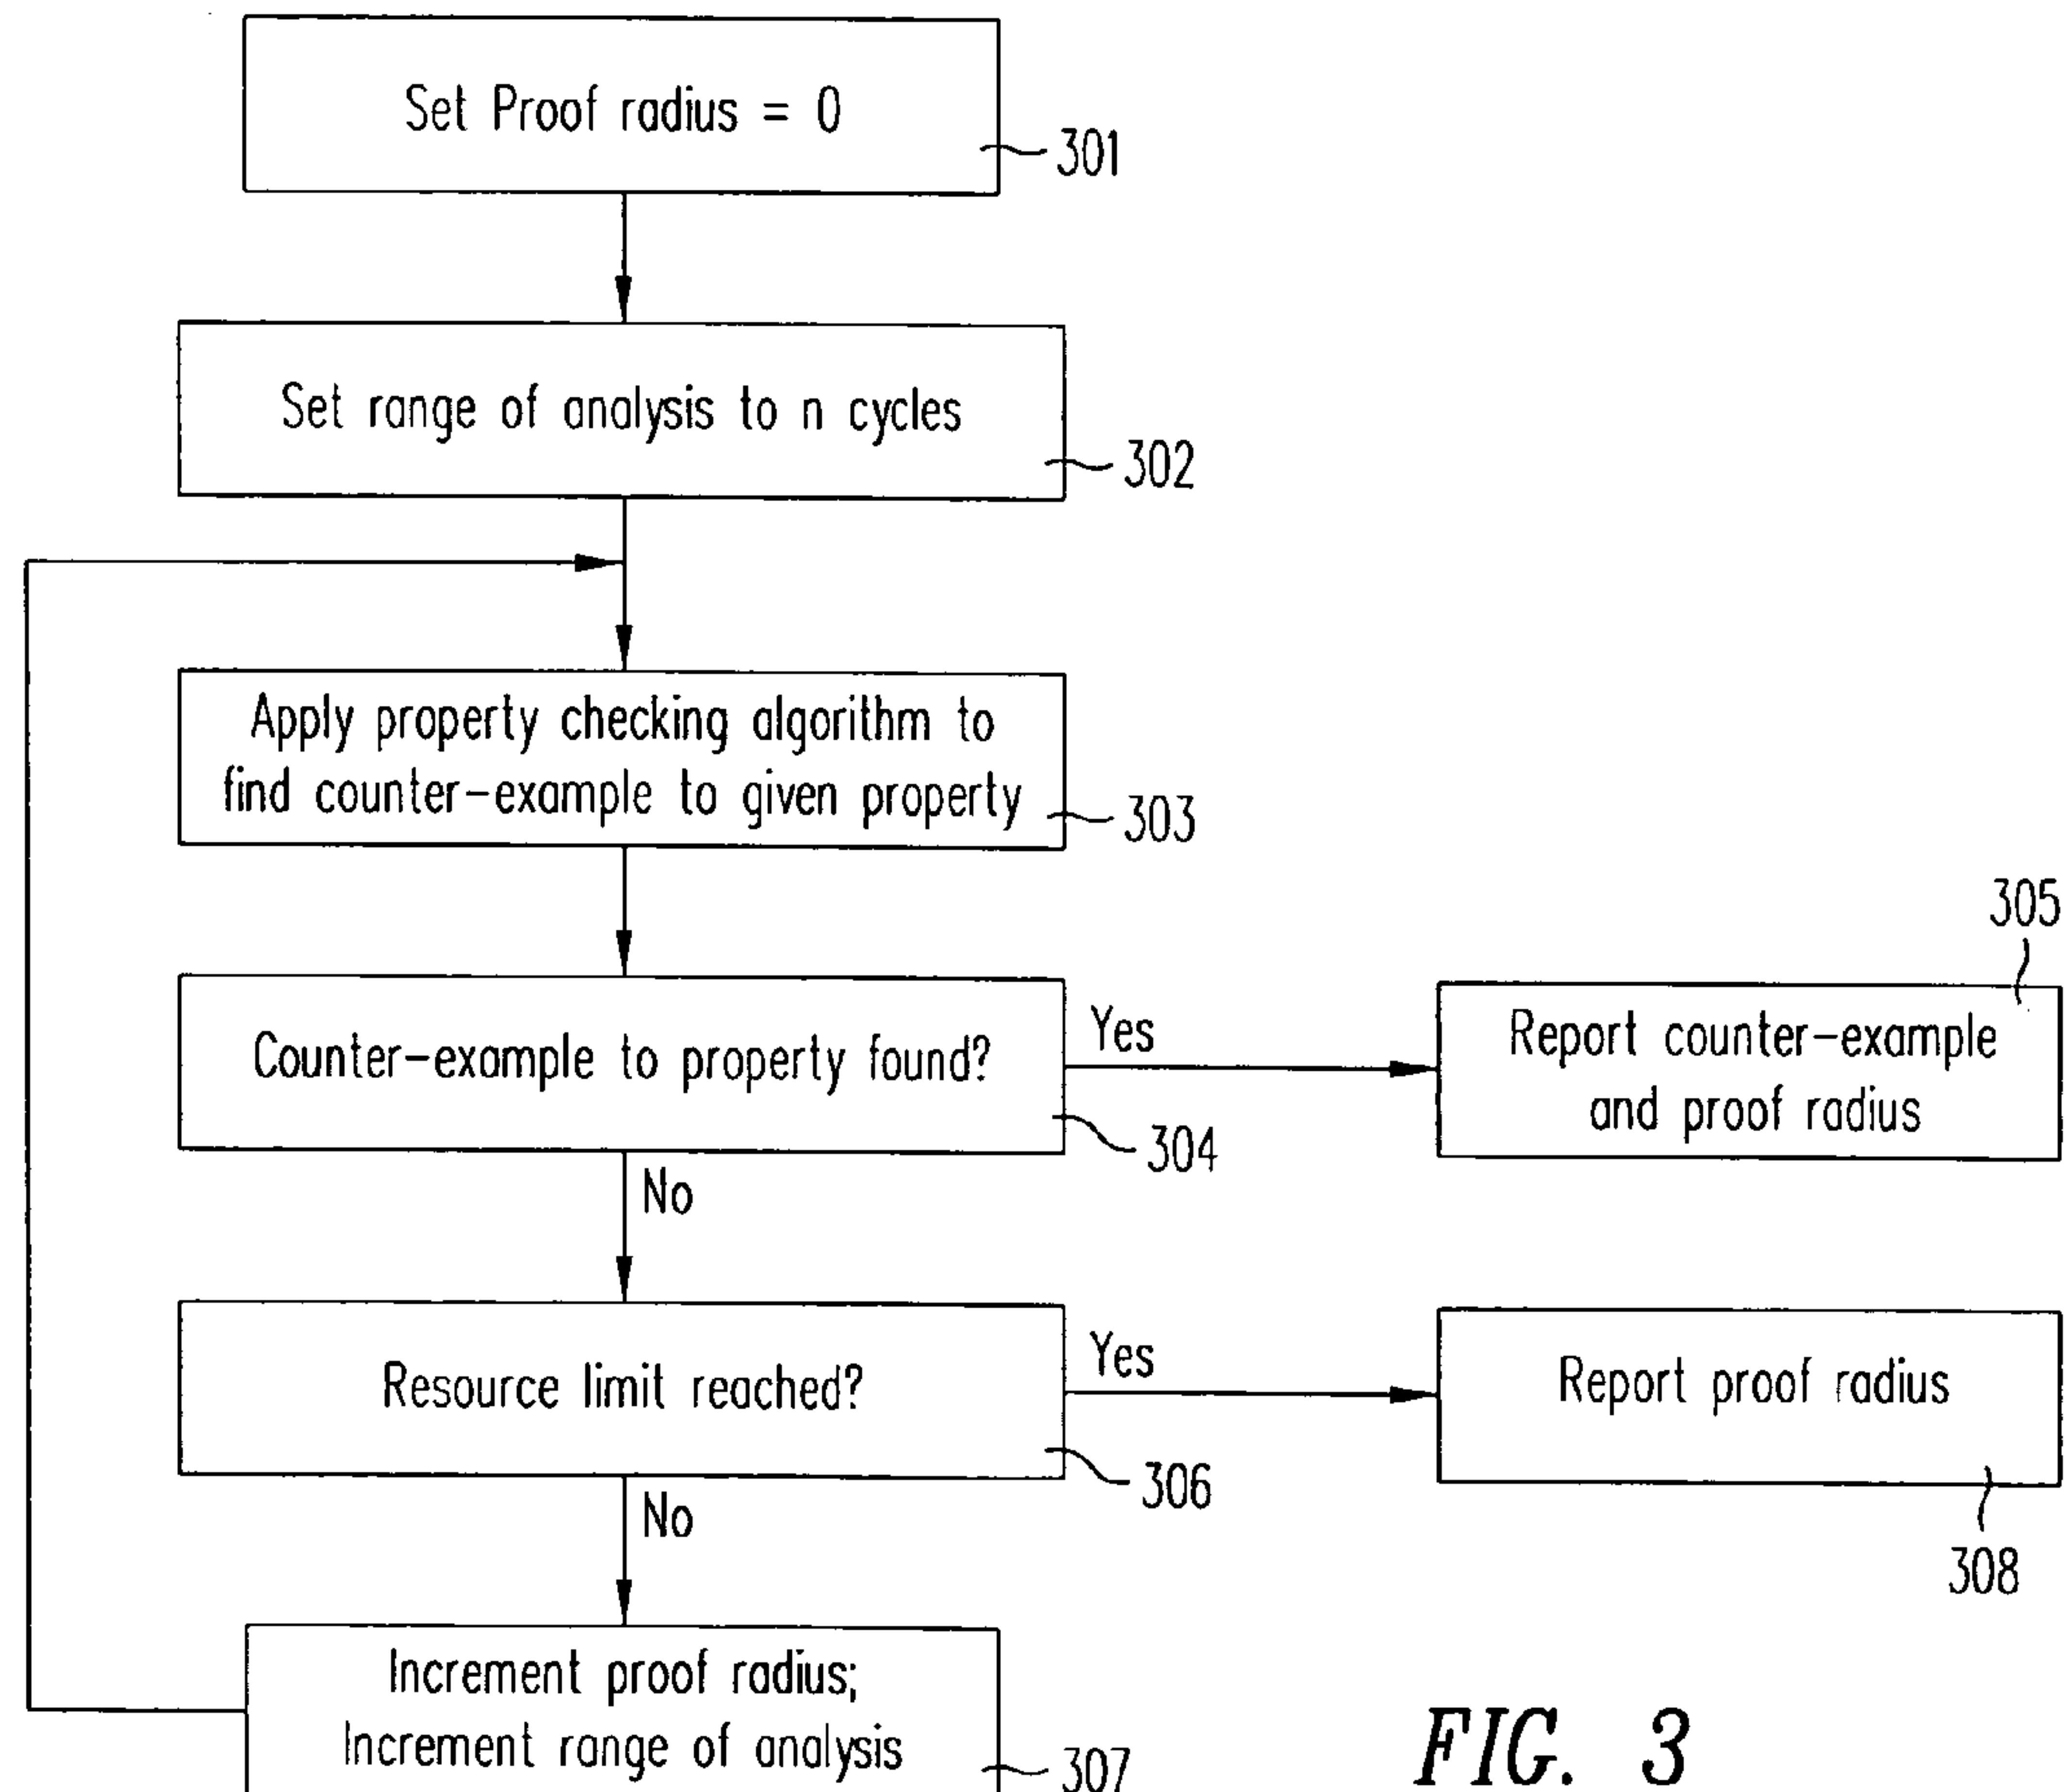 Set Proof radius = 0
301
Set range of analysis to n cycles
302
Apply property checking algorithm to
find counter-example to given property
303
305
Counter-example to property found?
Yes
Report counter-example
and proof radius
304
No
Resource limit reached?
Yes
Report proof radius
306
No
308
Increment proof radius;
Increment range of analysis
307
FIG. 3